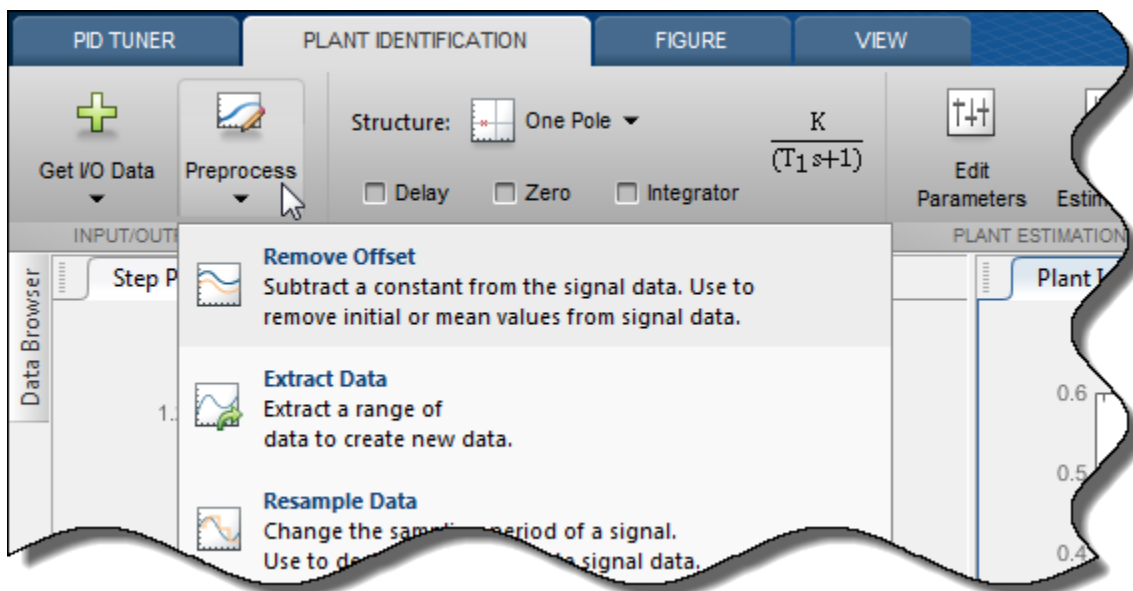 PID TUNER
PLANT IDENTIFICATION
FIGURE
VIEW
Get I/O Data
Preprocess
Structure:
One Pole
Delay
Zero
Integrator
K
(T1s+1)
Edit
Parameters
PLANT ESTIMATION
Data Browser
Step
Plant
Remove Offset
Subtract a constant from the signal data. Use to
remove initial or mean values from signal data.
Extract Data
Extract a range of
data to create new data.
Resample Data
Change the period of a signal.
Use to signal data.
0.6
0.5
0.4